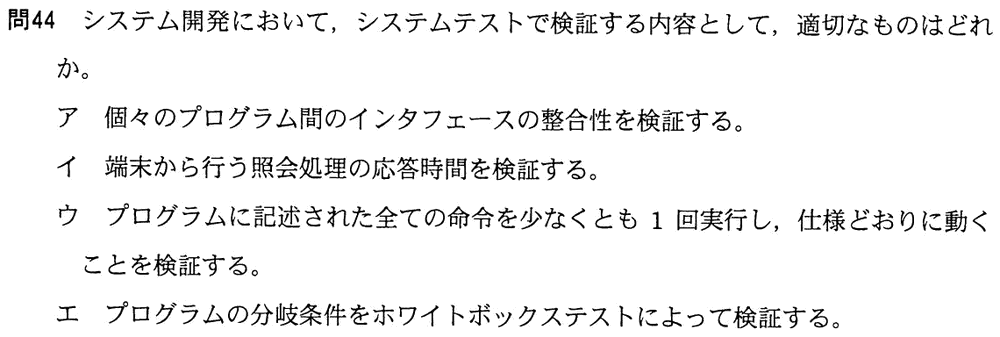 問44 システム開発において，システムテストで検証する内容として，適切なものはどれ
か。
ア 個々のプログラム間のインタフェースの整合性を検証する。
イ 端末から行う照会処理の応答時間を検証する。
ウ プログラムに記述された全ての命令を少なくとも 1 回実行し，仕様どおりに動く
ことを検証する。
エ プログラムの分岐条件をホワイトボックステストによって検証する。